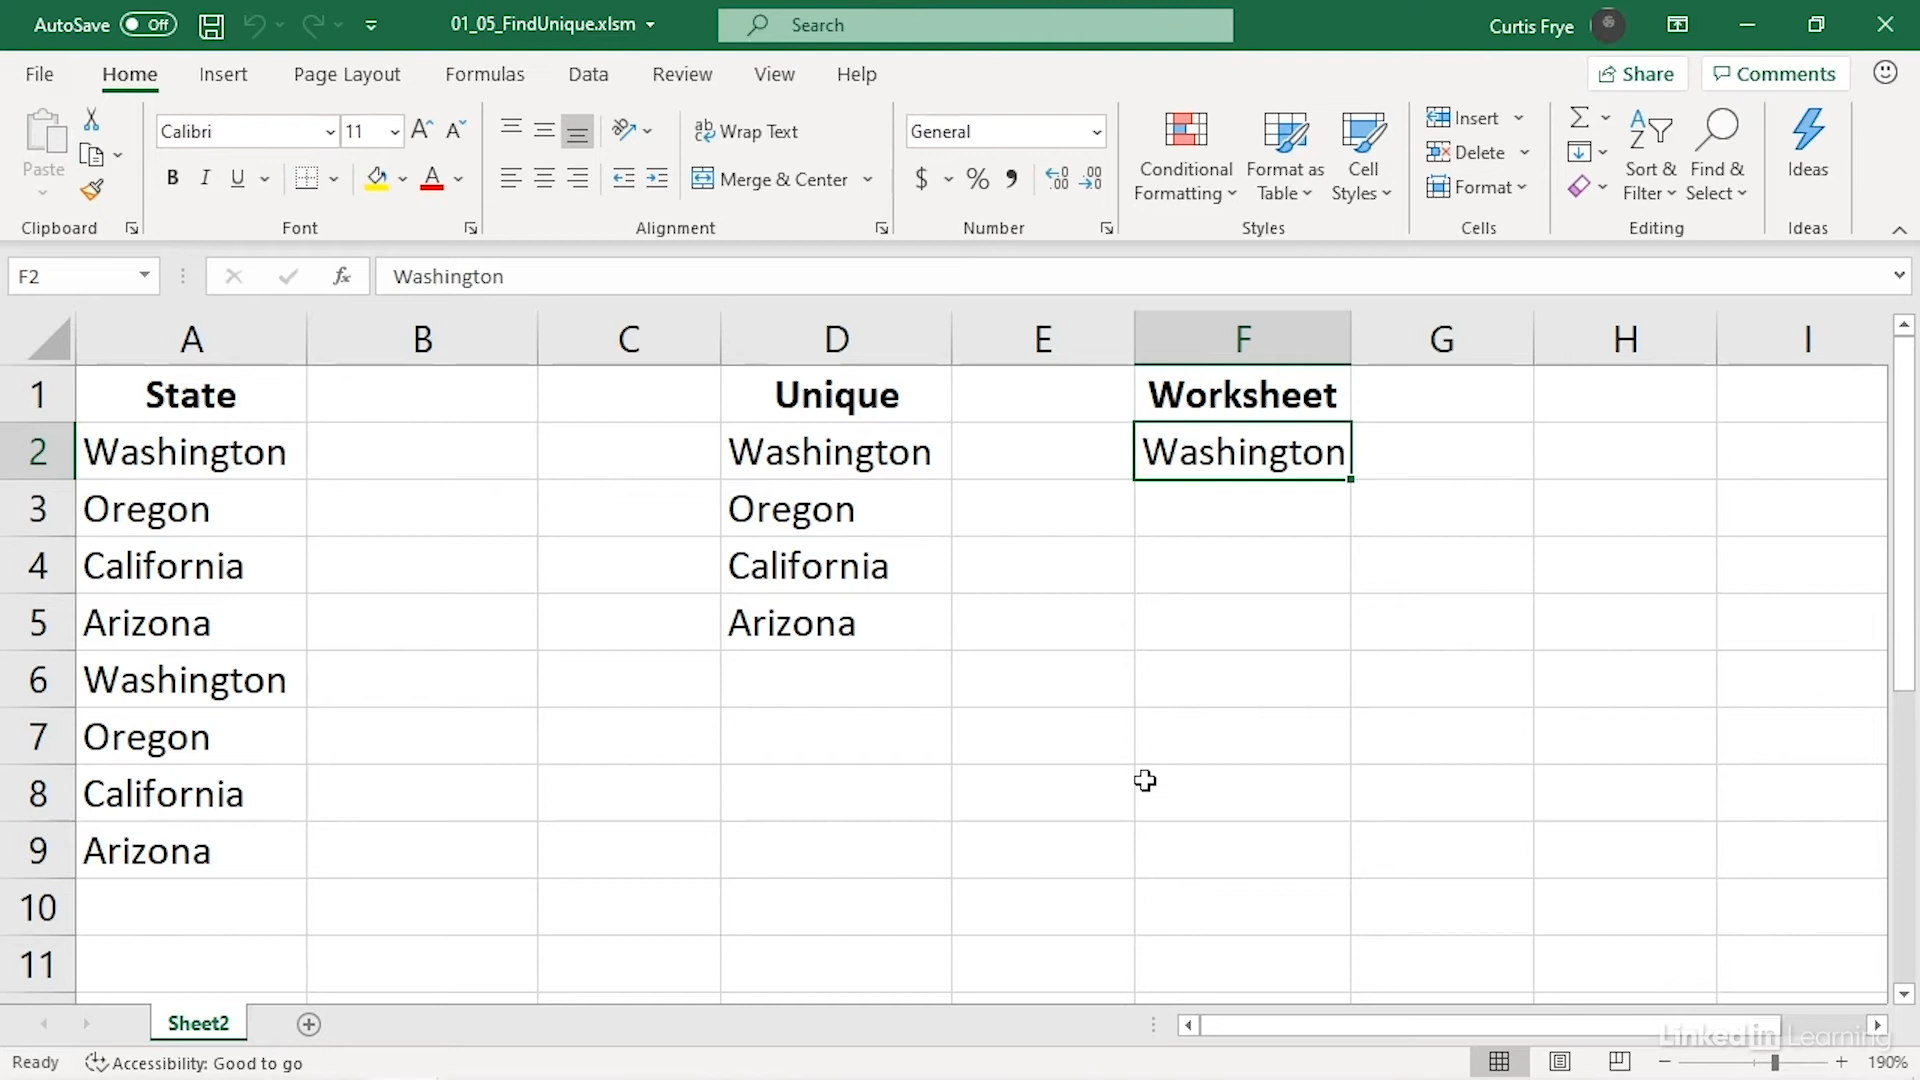 AutoSave Off 01_05_FindUnique.xlsm Search Curtis Frye
File Home Insert Page Layout Formulas Data Review View Help Share Comments
Paste Calibri 11 Wrap Text General Conditional Formatting Format as Table Cell Styles Insert Sort & Filter Find & Select Ideas
B I U Merge & Center $ % Delete
Format
Clipboard Font Alignment Number Styles Cells Editing Ideas
F2 fx Washington
A B C D E F G H I
1 State Unique Worksheet
2 Washington Washington Washington
3 Oregon Oregon
4 California California
5 Arizona Arizona
6 Washington
7 Oregon
8 California
9 Arizona
10
11
Sheet2
LinkedIn Learning
Ready Accessibility: Good to go 190%